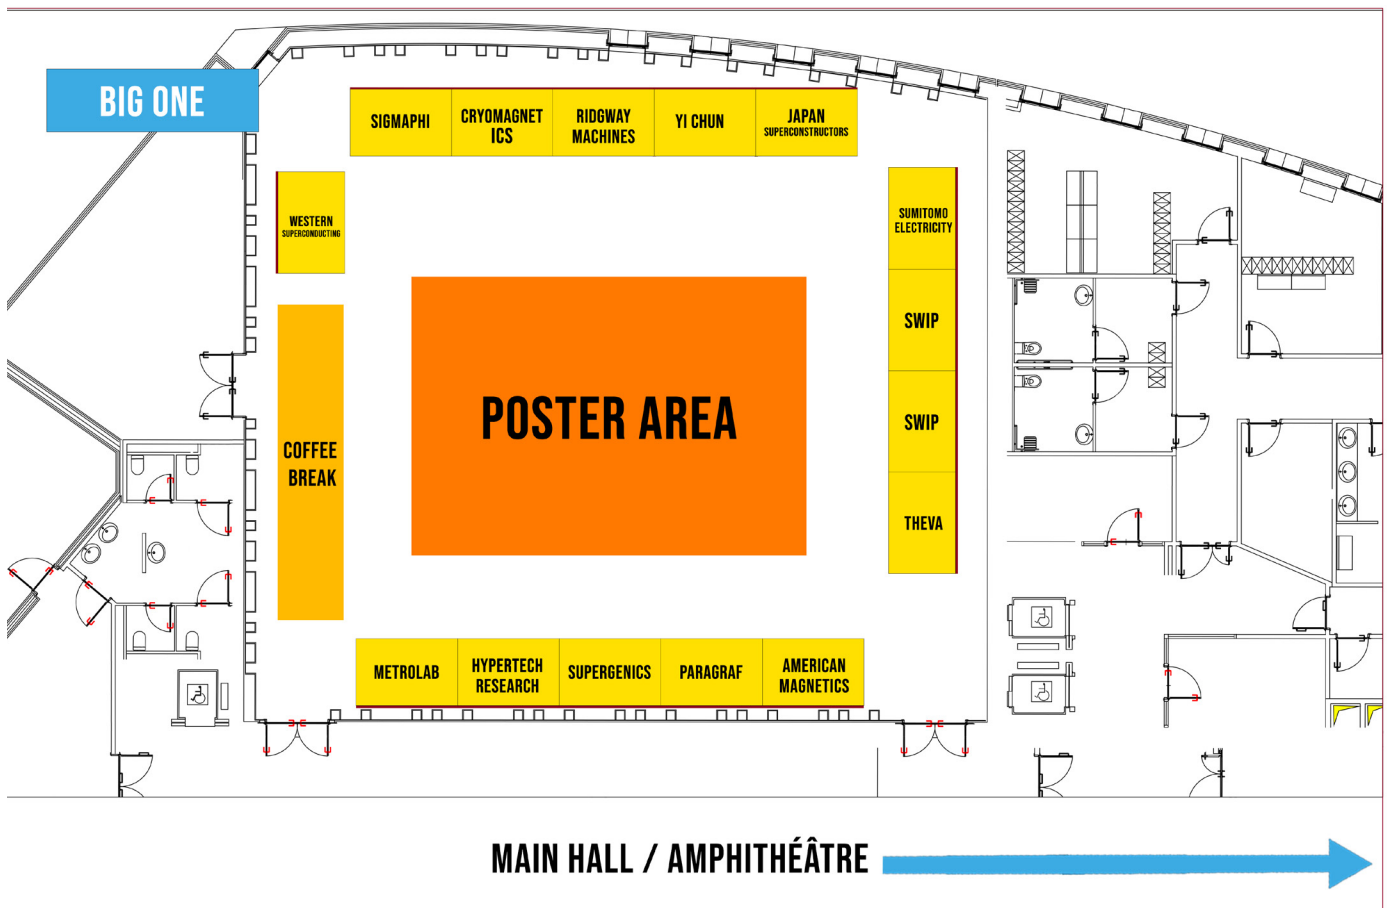 BIG ONE
SIGMAPHI
CRYOMAGNET
ICS
RIDGWAY
MACHINES
YI CHUN
JAPAN
SUPERCONSTRUCTORS
WESTERN
SUPERCONDUCTING
SUMITOMO
ELECTRICITY
SWIP
SWIP
THEVA
POSTER AREA
COFFEE
BREAK
METROLAB
HYPERTECH
RESEARCH
SUPERGENICS
PARAGRAF
AMERICAN
MAGNETICS
MAIN HALL / AMPHITHÉÂTRE